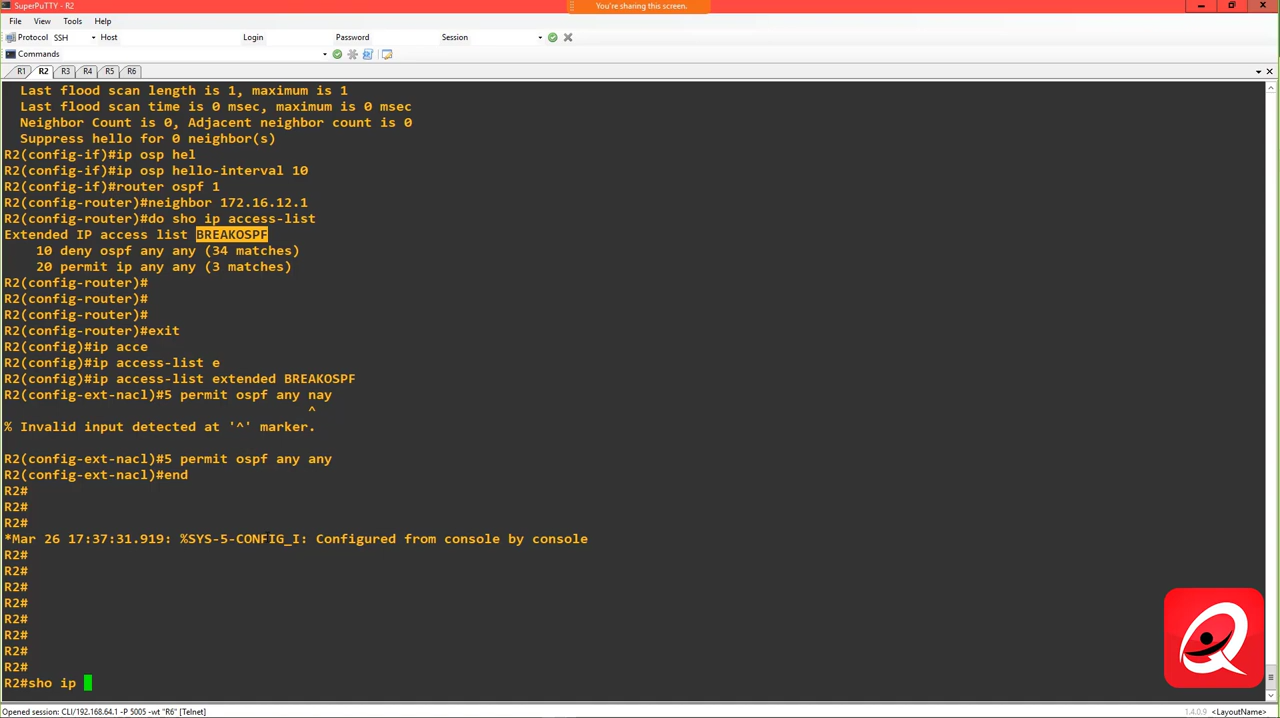 SuperPuTTY - R2
You're sharing this screen.
File View Tools Help
Protocol SSH Host Login Password Session
Commands
R1 R2 R3 R4 R5 R6
Last flood scan length is 1, maximum is 1
Last flood scan time is 0 msec, maximum is 0 msec
Neighbor Count is 0, Adjacent neighbor count is 0
Suppress hello for 0 neighbor(s)
R2(config-if)#ip osp hel
R2(config-if)#ip osp hello-interval 10
R2(config-if)#router ospf 1
R2(config-router)#neighbor 172.16.12.1
R2(config-router)#do sho ip access-list
Extended IP access list BREAKOSPF
10 deny ospf any any (34 matches)
20 permit ip any any (3 matches)
R2(config-router)#
R2(config-router)#
R2(config-router)#
R2(config-router)#exit
R2(config)#ip acce
R2(config)#ip access-list e
R2(config)#ip access-list extended BREAKOSPF
R2(config-ext-nacl)#5 permit ospf any nay
^
% Invalid input detected at '^' marker.
R2(config-ext-nacl)#5 permit ospf any any
R2(config-ext-nacl)#end
R2#
R2#
R2#
*Mar 26 17:37:31.919: %SYS-5-CONFIG_I: Configured from console by console
R2#
R2#
R2#
R2#
R2#
R2#
R2#
R2#
R2#sho ip
Opened session: CLI/192.168.64.1 -P 5005 -wt "R6" [Telnet]
1.4.0.9 <LayoutName>